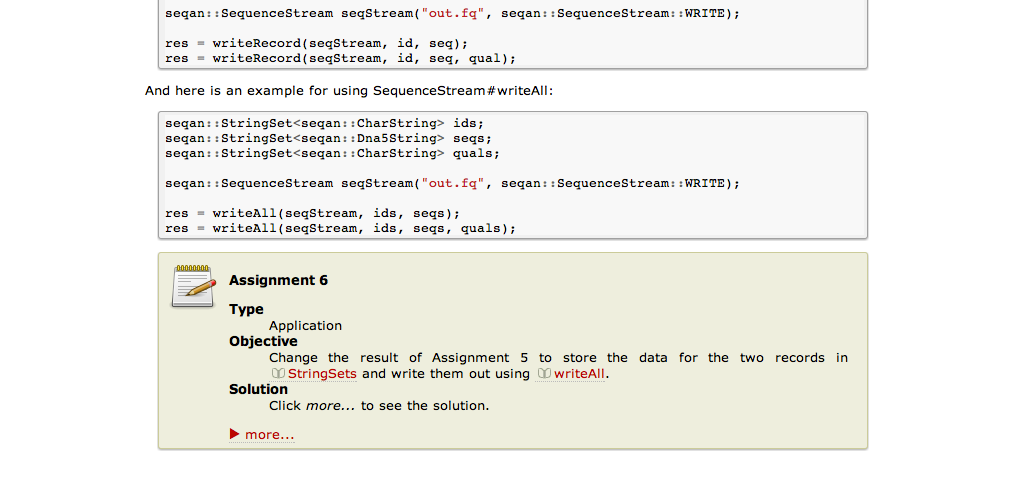 seqan::SequenceStream seqStream("out.fq", seqan::SequenceStream::WRITE);
res = writeRecord(seqStream, id, seq);
res = writeRecord(seqStream, id, seq, qual);
And here is an example for using SequenceStream#writeAll:
seqan::StringSet<seqan::CharString> ids;
seqan::StringSet<seqan::Dna5String> seqs;
seqan::StringSet<seqan::CharString> quals;
seqan::SequenceStream seqStream("out.fq", seqan::SequenceStream::WRITE);
res = writeAll(seqStream, ids, seqs);
res = writeAll(seqStream, ids, seqs, quals);
Assignment 6
Type
Application
Objective
Change the result of Assignment 5 to store the data for the two records in
StringSets and write them out using writeAll.
Solution
Click more... to see the solution.
more...